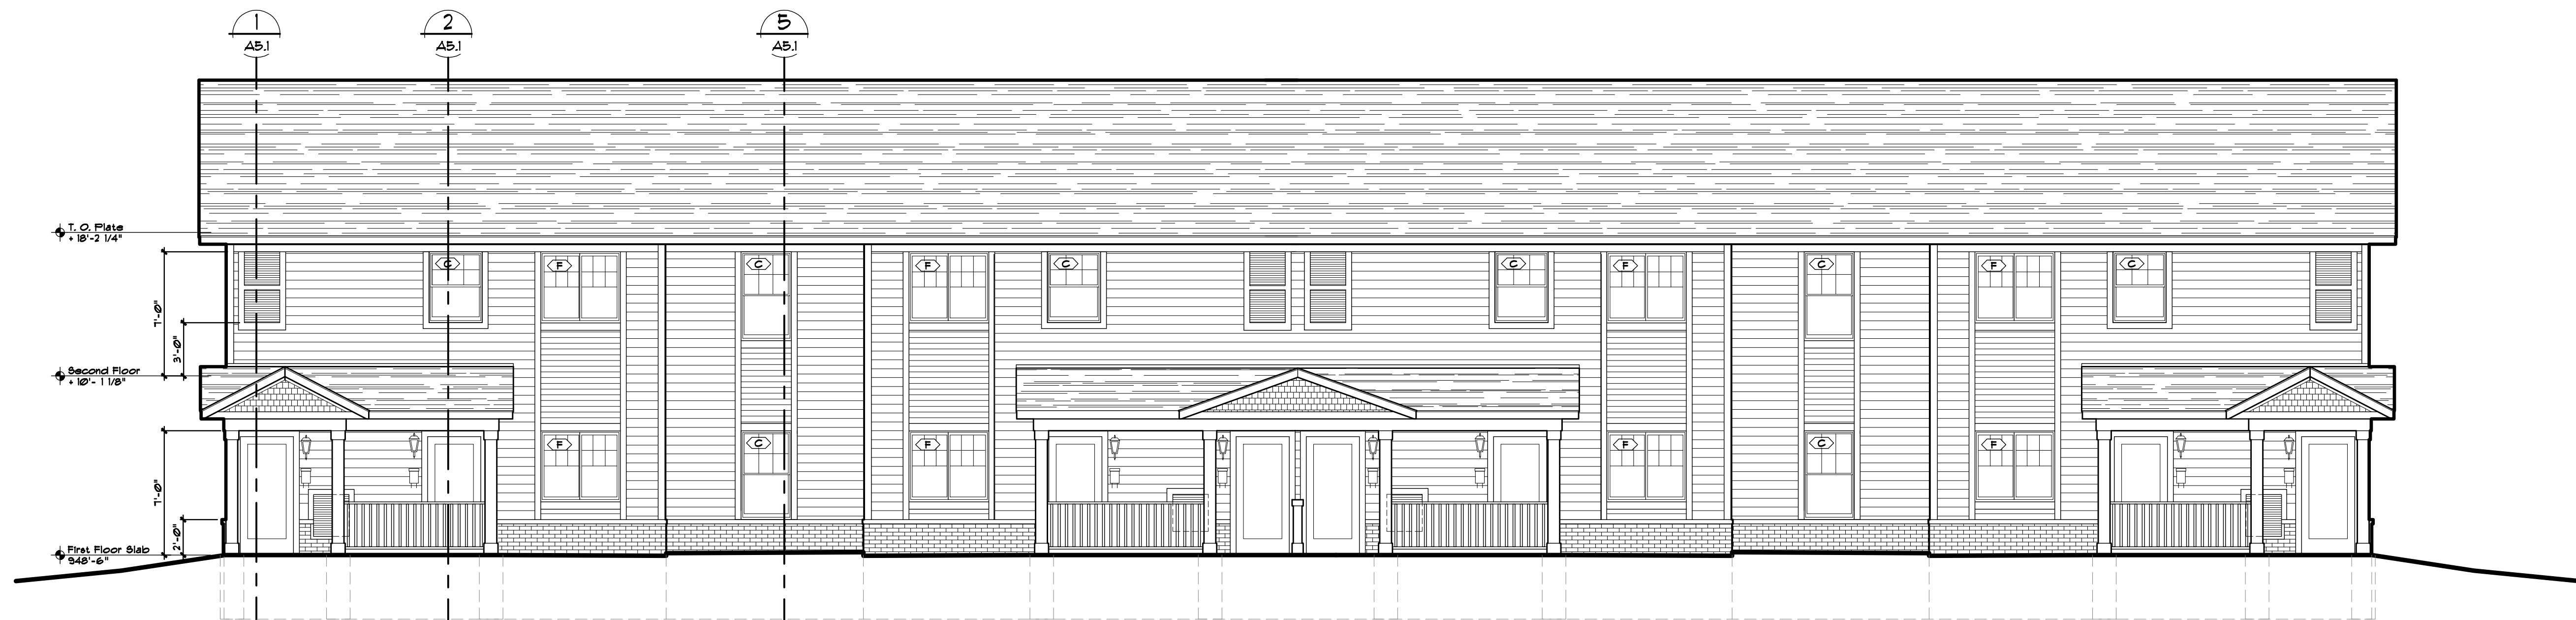 1
A5.1
2
A5.1
5
A5.1
T. O. Plate
+ 18'-2 1/4"
7'-0"
3'-0"
Second Floor
+ 10'- 1 1/8"
7'-0"
2'-0"
First Floor Slab
948'-6"
C
F
C
F
C
C
F
C
F
C
F
C
F
F
C
F